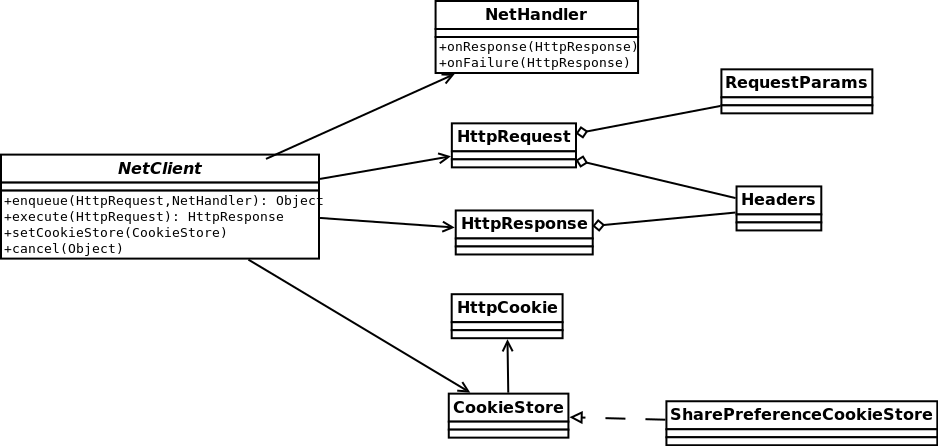 NetHandler
+onResponse(HttpResponse)
+onFailure(HttpResponse)
RequestParams
HttpRequest
NetClient
+enqueue(HttpRequest,NetHandler): Object
+execute(HttpRequest): HttpResponse
+setCookieStore(CookieStore)
+cancel(Object)
Headers
HttpResponse
HttpCookie
CookieStore
SharePreferenceCookieStore